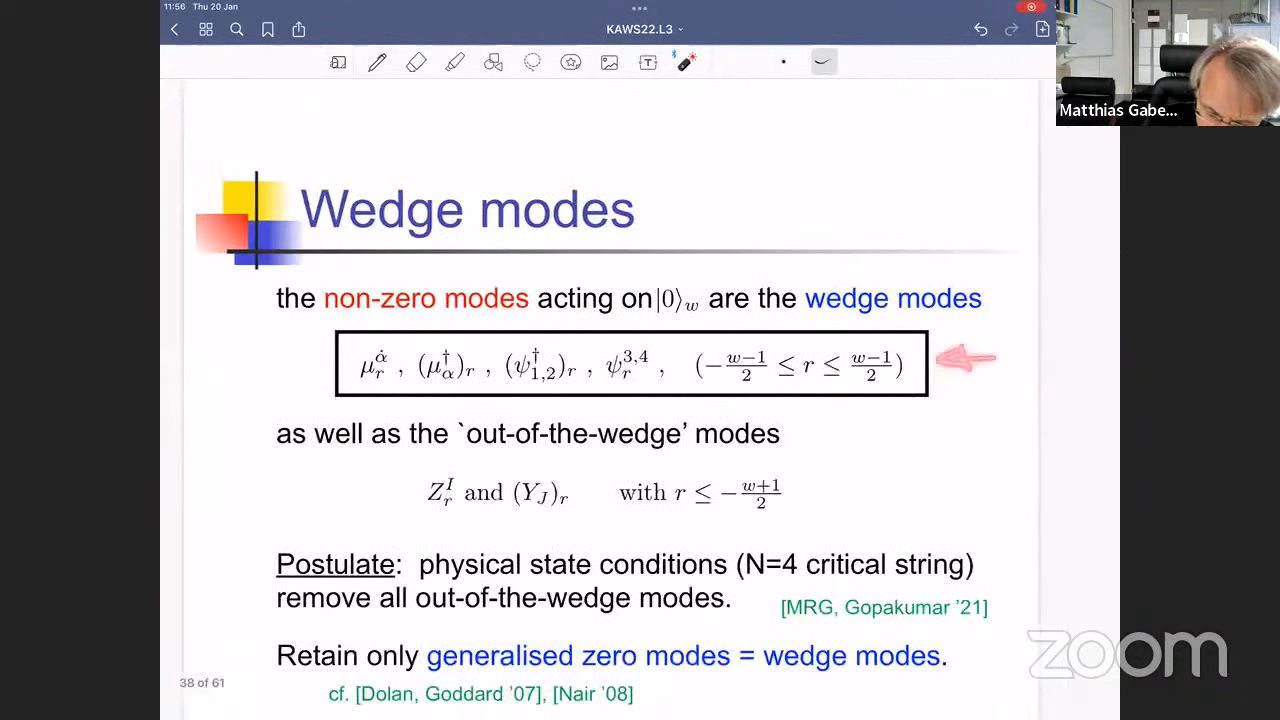 11:56 Thu 20 Jan
KAWS22.L3
Matthias Gabe...
Wedge modes
the non-zero modes acting on |0⟩_w are the wedge modes
μ_r^{α̇} , (μ_α^†)_r , (ψ_{1,2}^†)_r , ψ_r^{3,4} , (−\frac{w−1}{2} ≤ r ≤ \frac{w−1}{2})
as well as the `out-of-the-wedge' modes
Z_r^I and (Y_J)_r with r ≤ −\frac{w+1}{2}
Postulate: physical state conditions (N=4 critical string)
remove all out-of-the-wedge modes.
[MRG, Gopakumar '21]
Retain only generalised zero modes = wedge modes.
38 of 61
cf. [Dolan, Goddard '07], [Nair '08]
zoom